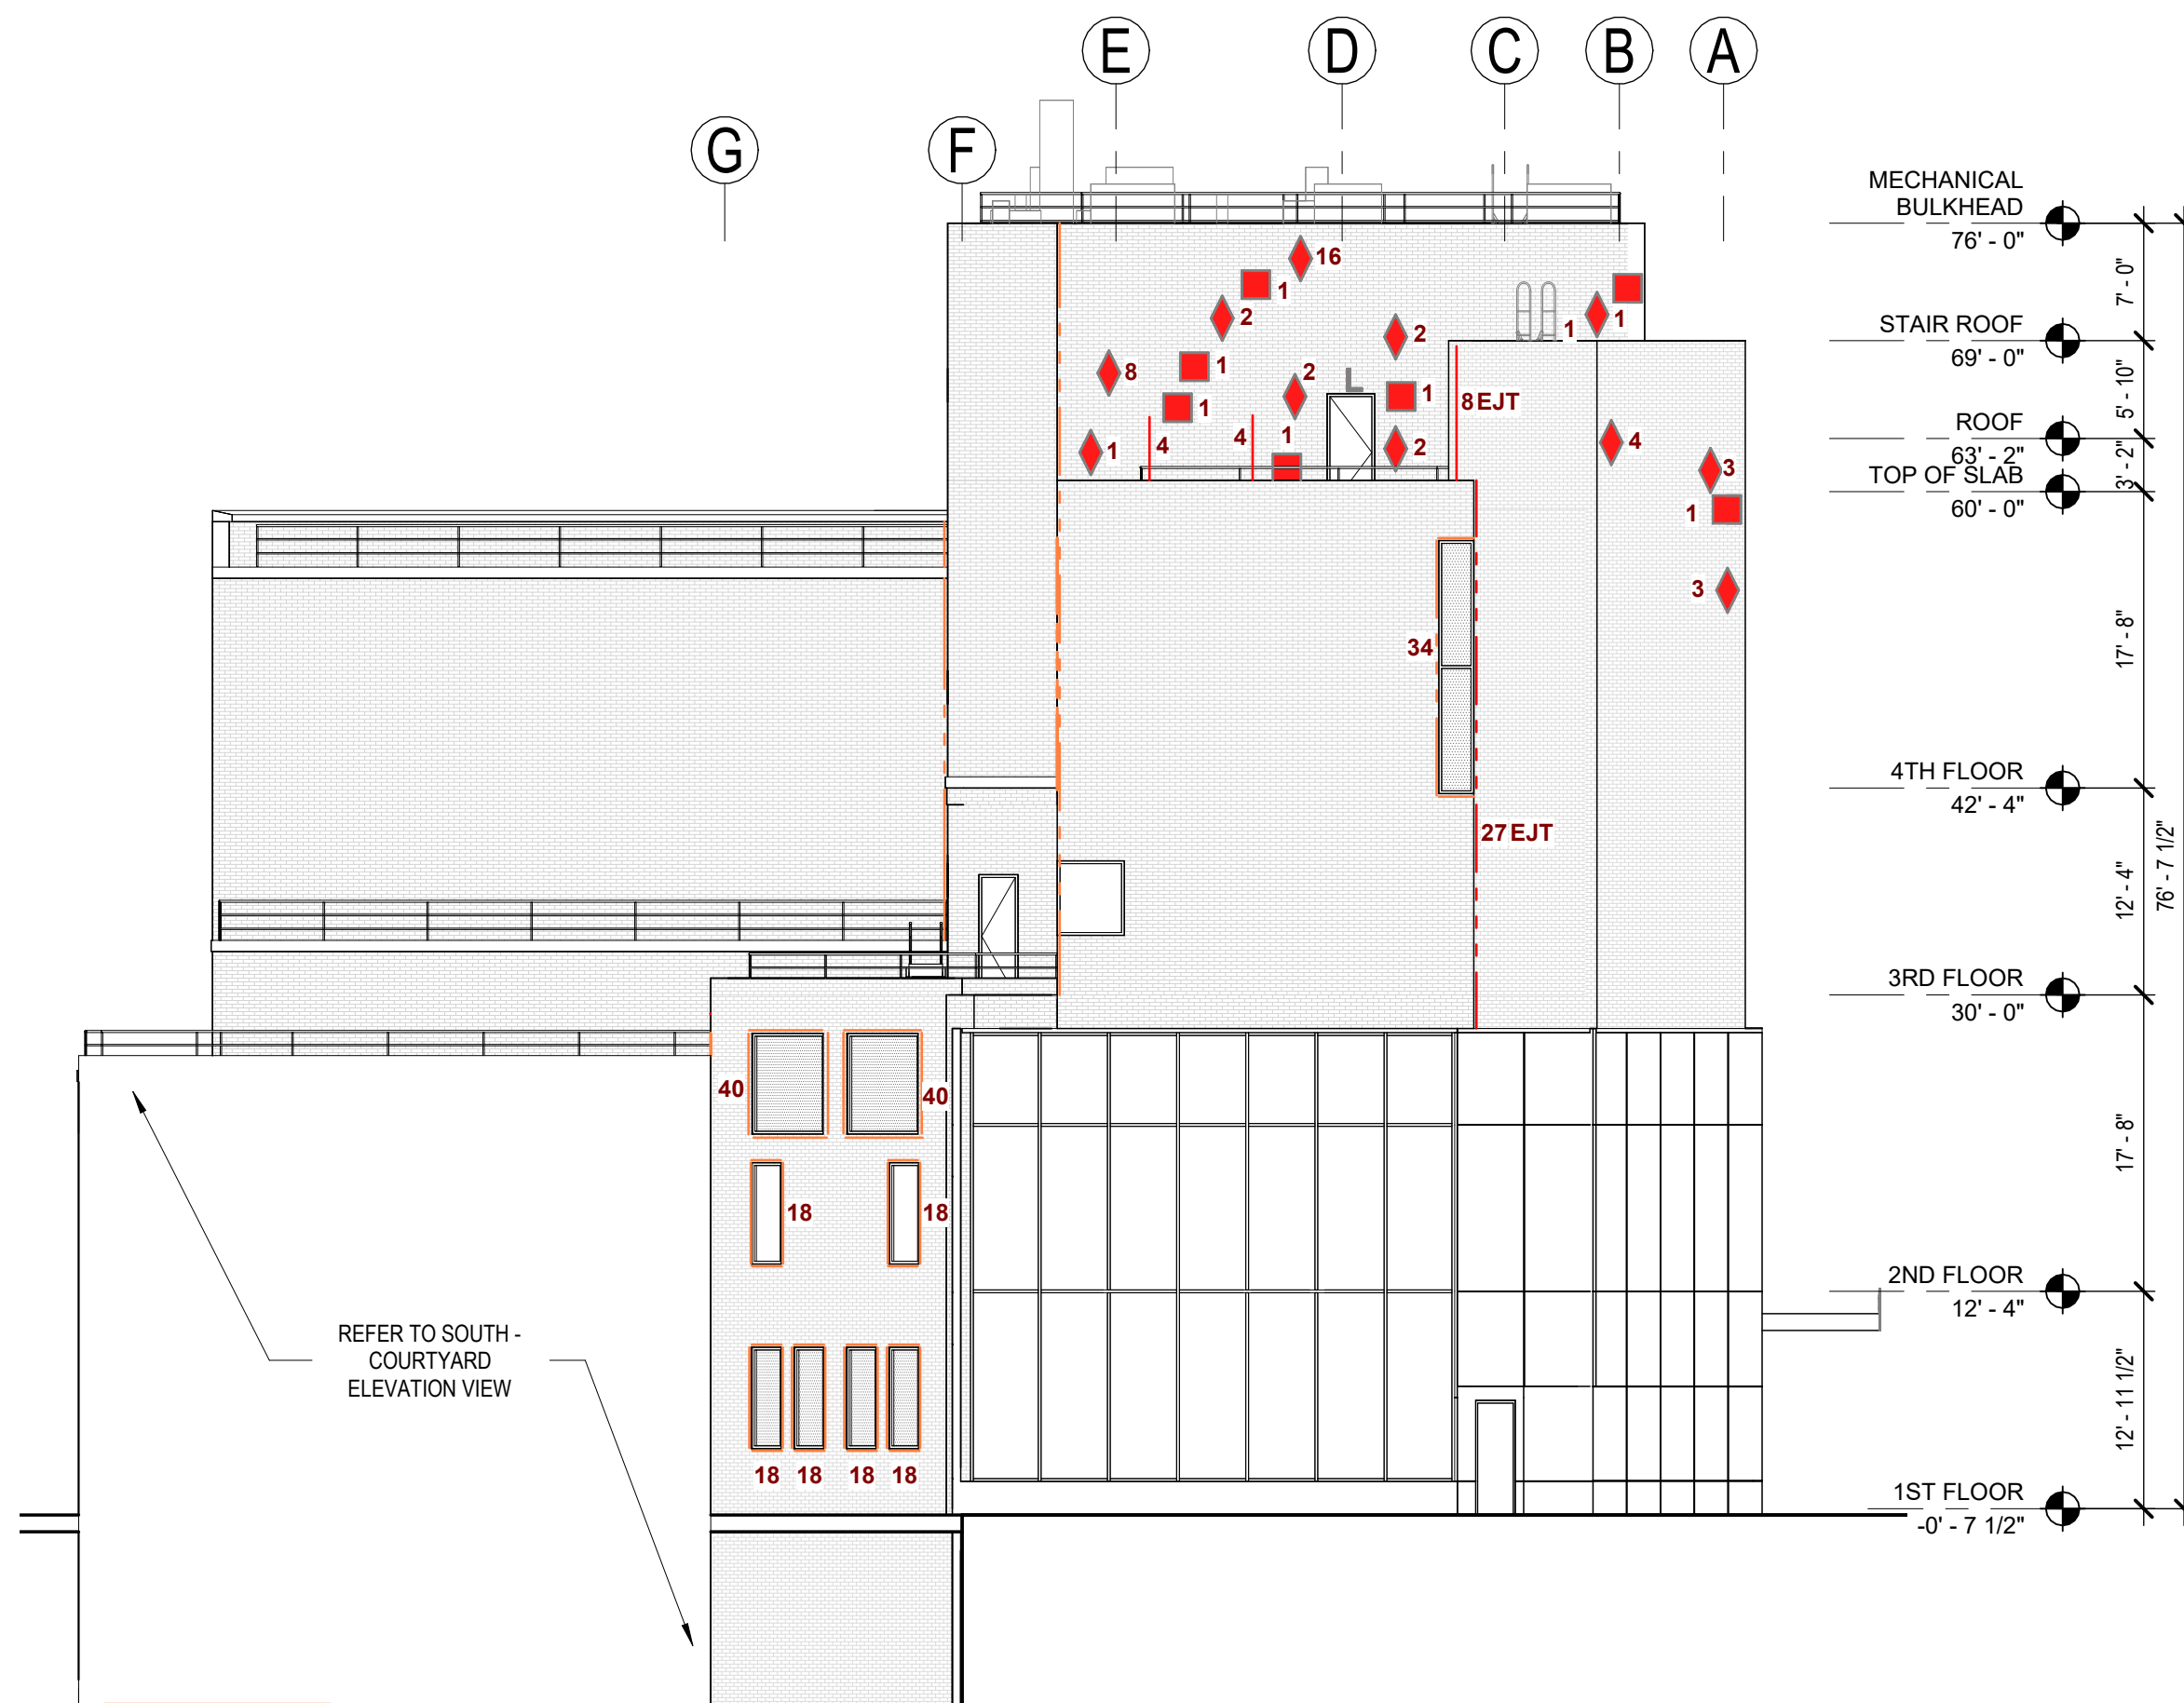 E
D
C
B
A
G
F
MECHANICAL
BULKHEAD
76' - 0"
7' - 0"
STAIR ROOF
69' - 0"
5' - 10"
ROOF
63' - 2"
3' - 2"
TOP OF SLAB
60' - 0"
17' - 8"
4TH FLOOR
42' - 4"
76' - 7 1/2"
12' - 4"
3RD FLOOR
30' - 0"
17' - 8"
2ND FLOOR
12' - 4"
12' - 11 1/2"
1ST FLOOR
-0' - 7 1/2"
16
1
2
1
1
2
1
8
2
L
1
1
8 EJT
1
4
4
1
2
4
3
1
3
34
27 EJT
40
40
18
18
18
18
18
18
REFER TO SOUTH -
COURTYARD
ELEVATION VIEW